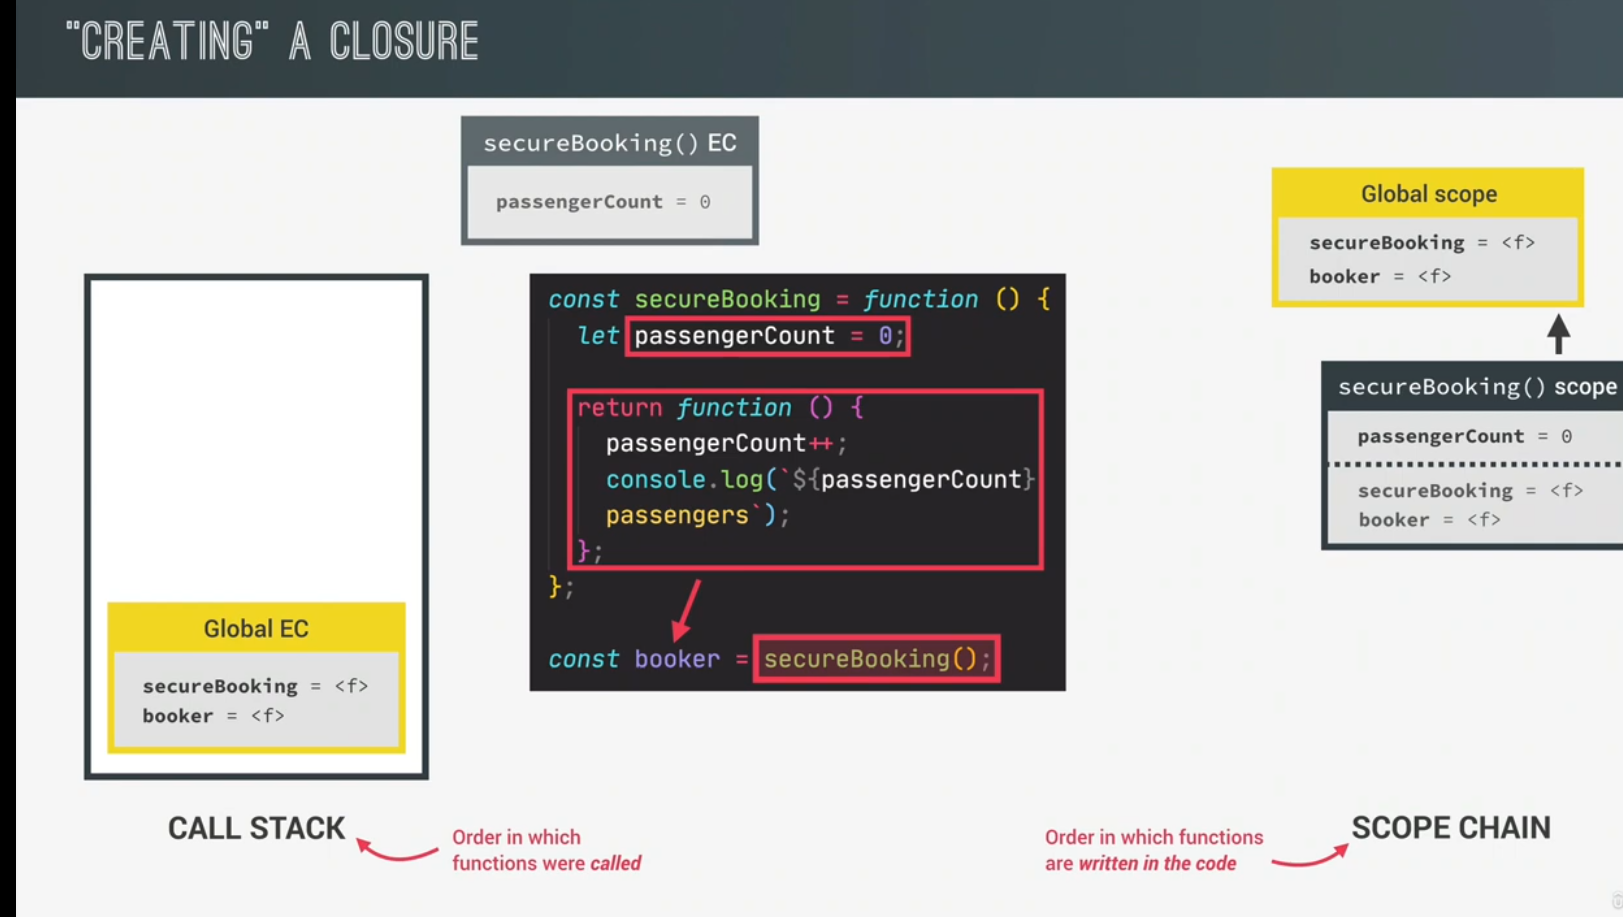 "CREATING" A CLOSURE
secureBooking() EC
passengerCount = 0
Global scope
secureBooking = <f>
booker = <f>
const secureBooking = function () {
let passengerCount = 0;
return function () {
passengerCount++;
console.log(`${passengerCount}
passengers`);
};
};
const booker = secureBooking();
secureBooking() scope
passengerCount = 0
secureBooking = <f>
booker = <f>
Global EC
secureBooking = <f>
booker = <f>
CALL STACK
Order in which
functions were called
Order in which functions
are written in the code
SCOPE CHAIN